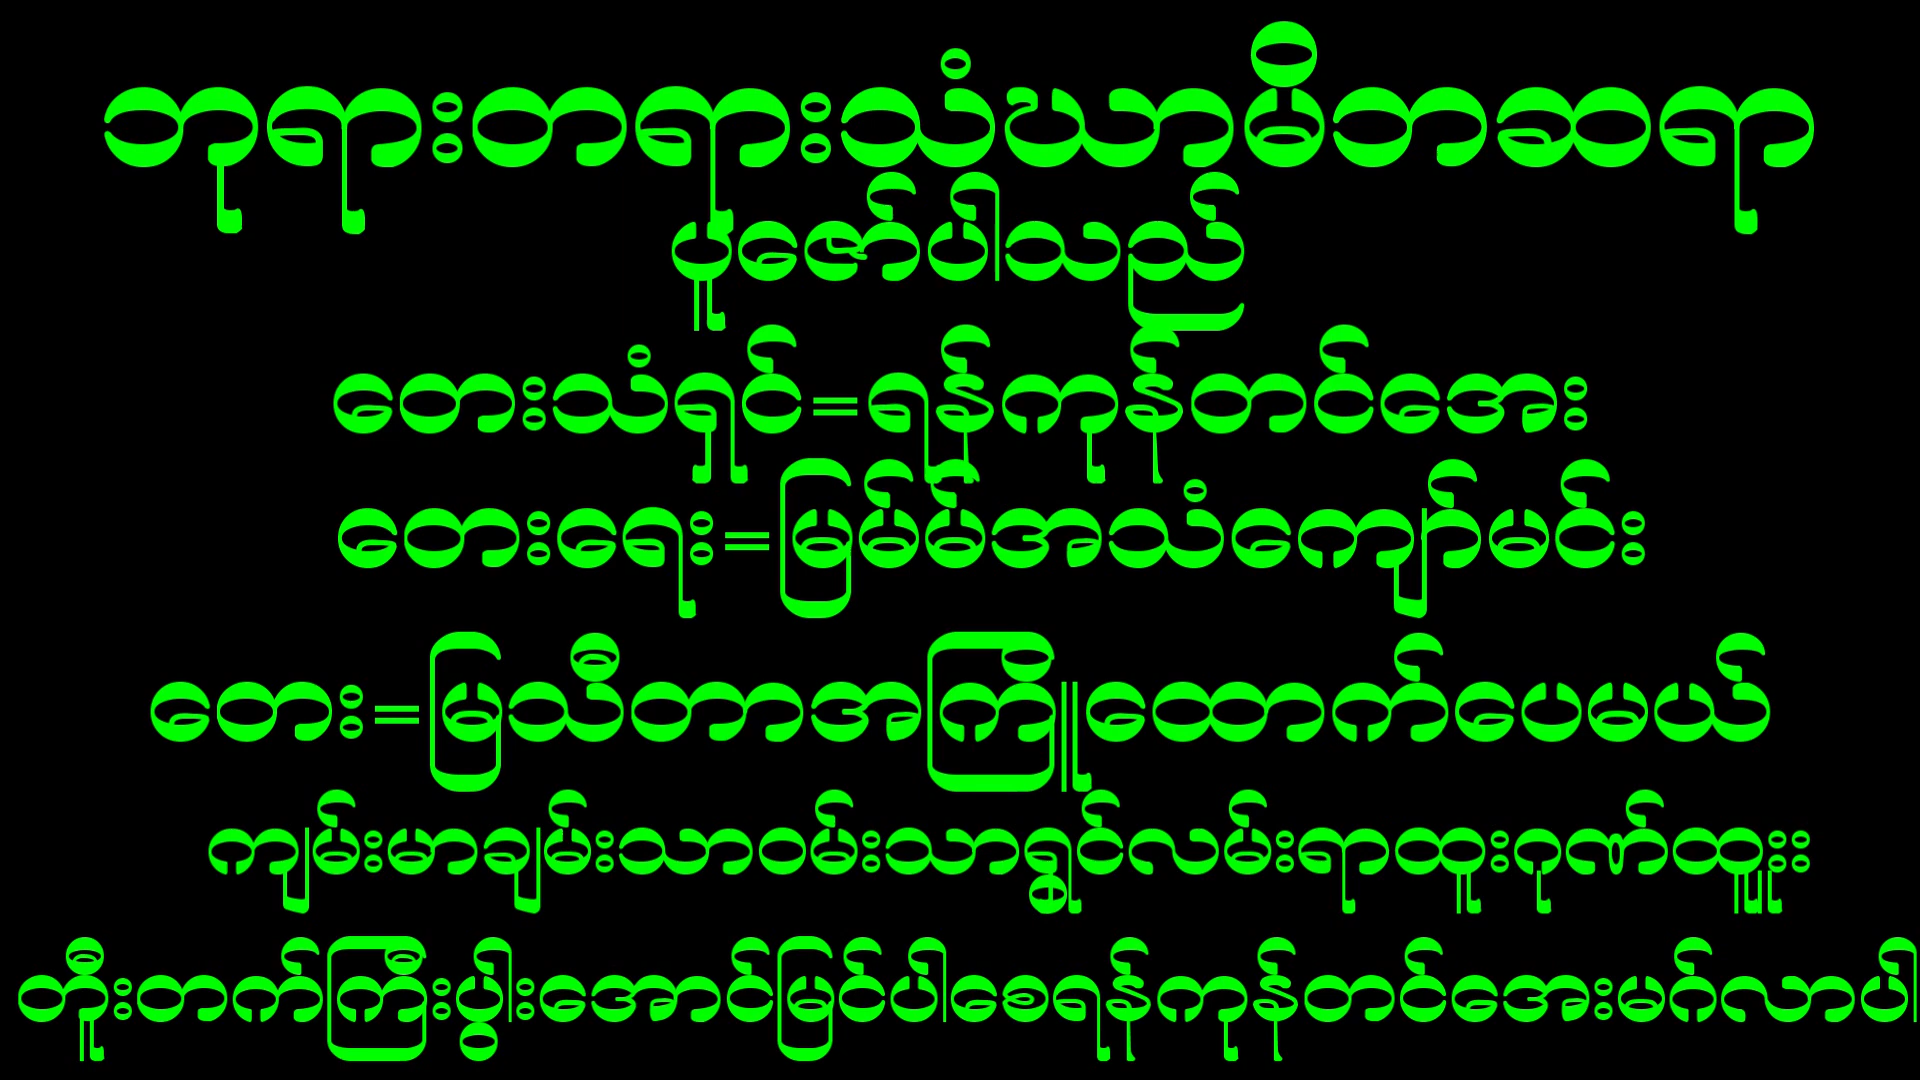 ဘုရားတရားသံဃာမိဘဆရာ
ပူဇော်ပါသည်
တေးသံရှင်=ရန်ကုန်တင်အေး
တေးရေး=မြမ်မ်အသံကျော်မင်း
တေး=မြသီတာအကြိူထောက်ပေမယ်
ကျမ်းမာချမ်းသာဝမ်းသာရွှင်လမ်းရာထူးဂုဏ်ထူူးး
တီူးတက်ကြီးပွါးအောင်မြင်ပါစေရန်ကုန်တင်အေးမဂ်လာပါ